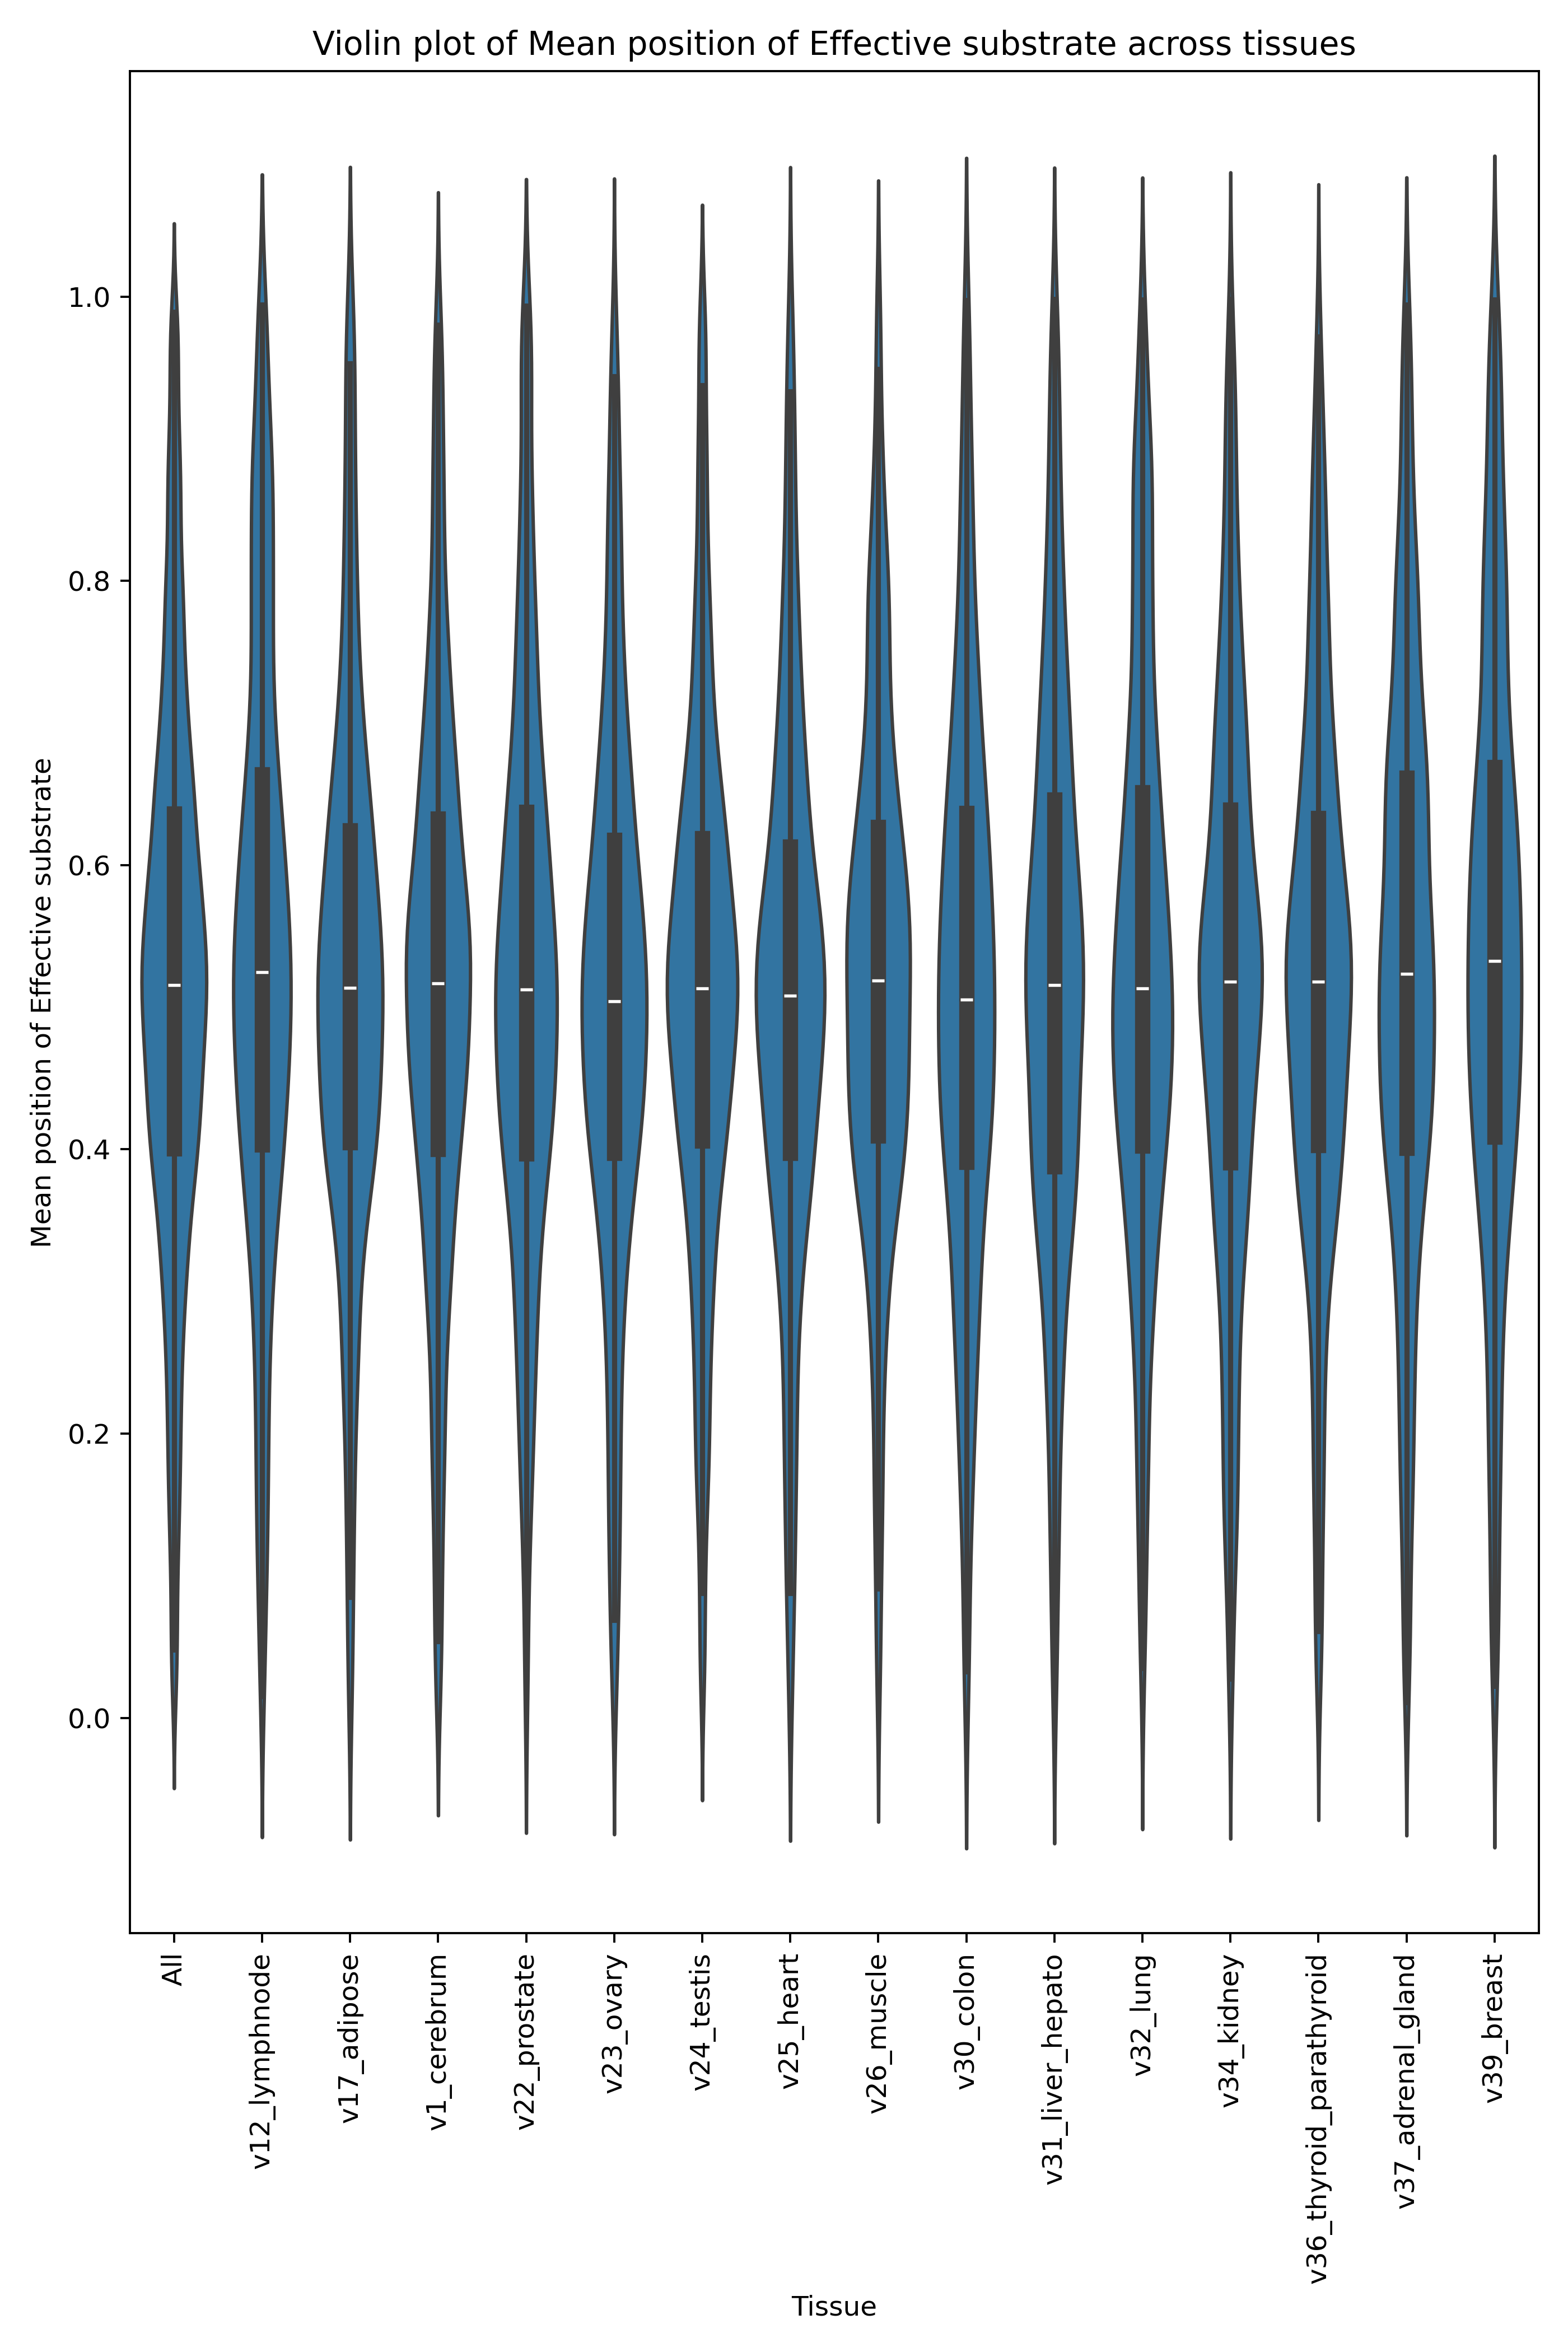 Violin plot of Mean position of Effective substrate across tissues
Mean position of Effective substrate
1.0
0.8
0.6
0.4
0.2
0.0
All
v12_lymphnode
v17_adipose
v1_cerebrum
v22_prostate
v23_ovary
v24_testis
v25_heart
v26_muscle
v30_colon
v31_liver_hepato
v32_lung
v34_kidney
v36_thyroid_parathyroid
v37_adrenal_gland
v39_breast
Tissue